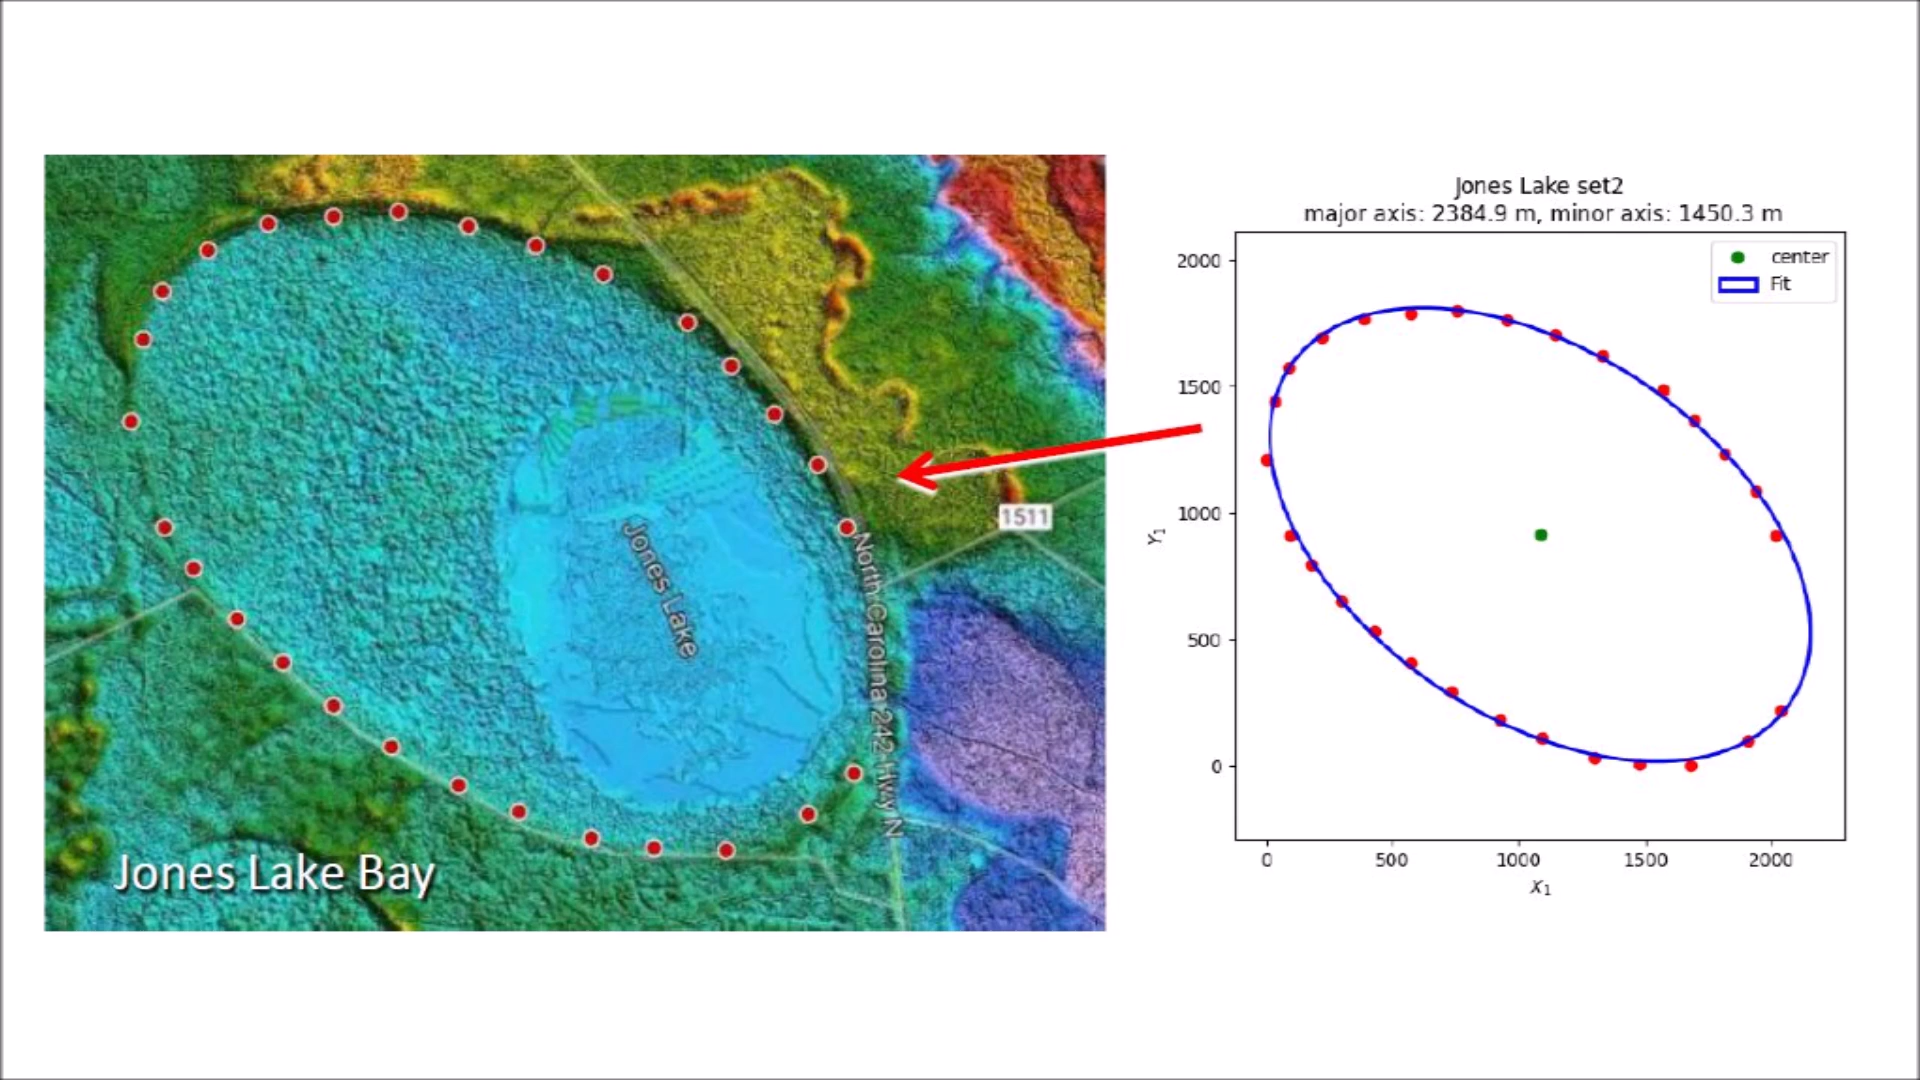 Jones Lake
1511
North Carolina 242 Hwy N
Jones Lake Bay
Jones Lake set2
major axis: 2384.9 m, minor axis: 1450.3 m
center
Fit
2000
1500
1000
500
0
Y₁
0 500 1000 1500 2000
X₁